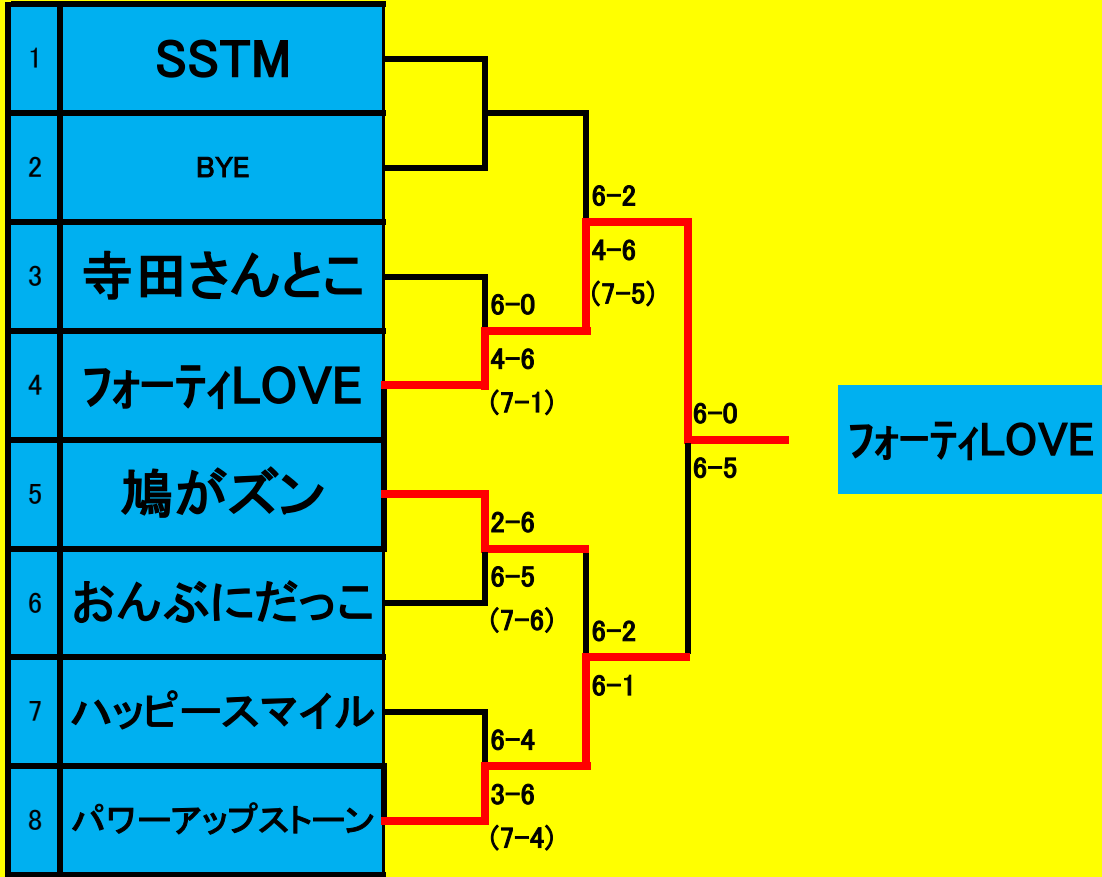 1 SSTM
2 BYE
3 寺田さんとこ
4 フォーティLOVE
5 鳩がズン
6 おんぶにだっこ
7 ハッピースマイル
8 パワーアップストーン
6-0
4-6
(7-1)
2-6
6-5
(7-6)
6-4
3-6
(7-4)
6-2
4-6
(7-5)
6-2
6-1
6-0
6-5
フォーティLOVE